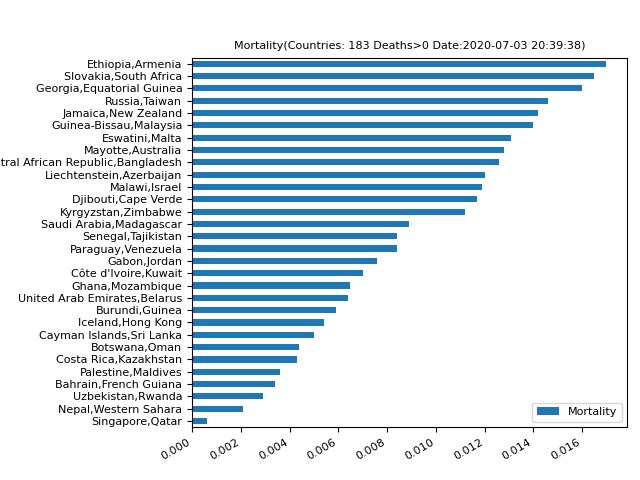 Mortality(Countries: 183 Deaths>0 Date:2020-07-03 20:39:38)
Ethiopia,Armenia
Slovakia,South Africa
Georgia,Equatorial Guinea
Russia,Taiwan
Jamaica,New Zealand
Guinea-Bissau,Malaysia
Eswatini,Malta
Mayotte,Australia
tral African Republic,Bangladesh
Liechtenstein,Azerbaijan
Malawi,Israel
Djibouti,Cape Verde
Kyrgyzstan,Zimbabwe
Saudi Arabia,Madagascar
Senegal,Tajikistan
Paraguay,Venezuela
Gabon,Jordan
Côte d'Ivoire,Kuwait
Ghana,Mozambique
United Arab Emirates,Belarus
Burundi,Guinea
Iceland,Hong Kong
Cayman Islands,Sri Lanka
Botswana,Oman
Costa Rica,Kazakhstan
Palestine,Maldives
Bahrain,French Guiana
Uzbekistan,Rwanda
Nepal,Western Sahara
Singapore,Qatar
Mortality
0.000 0.002 0.004 0.006 0.008 0.010 0.012 0.014 0.016